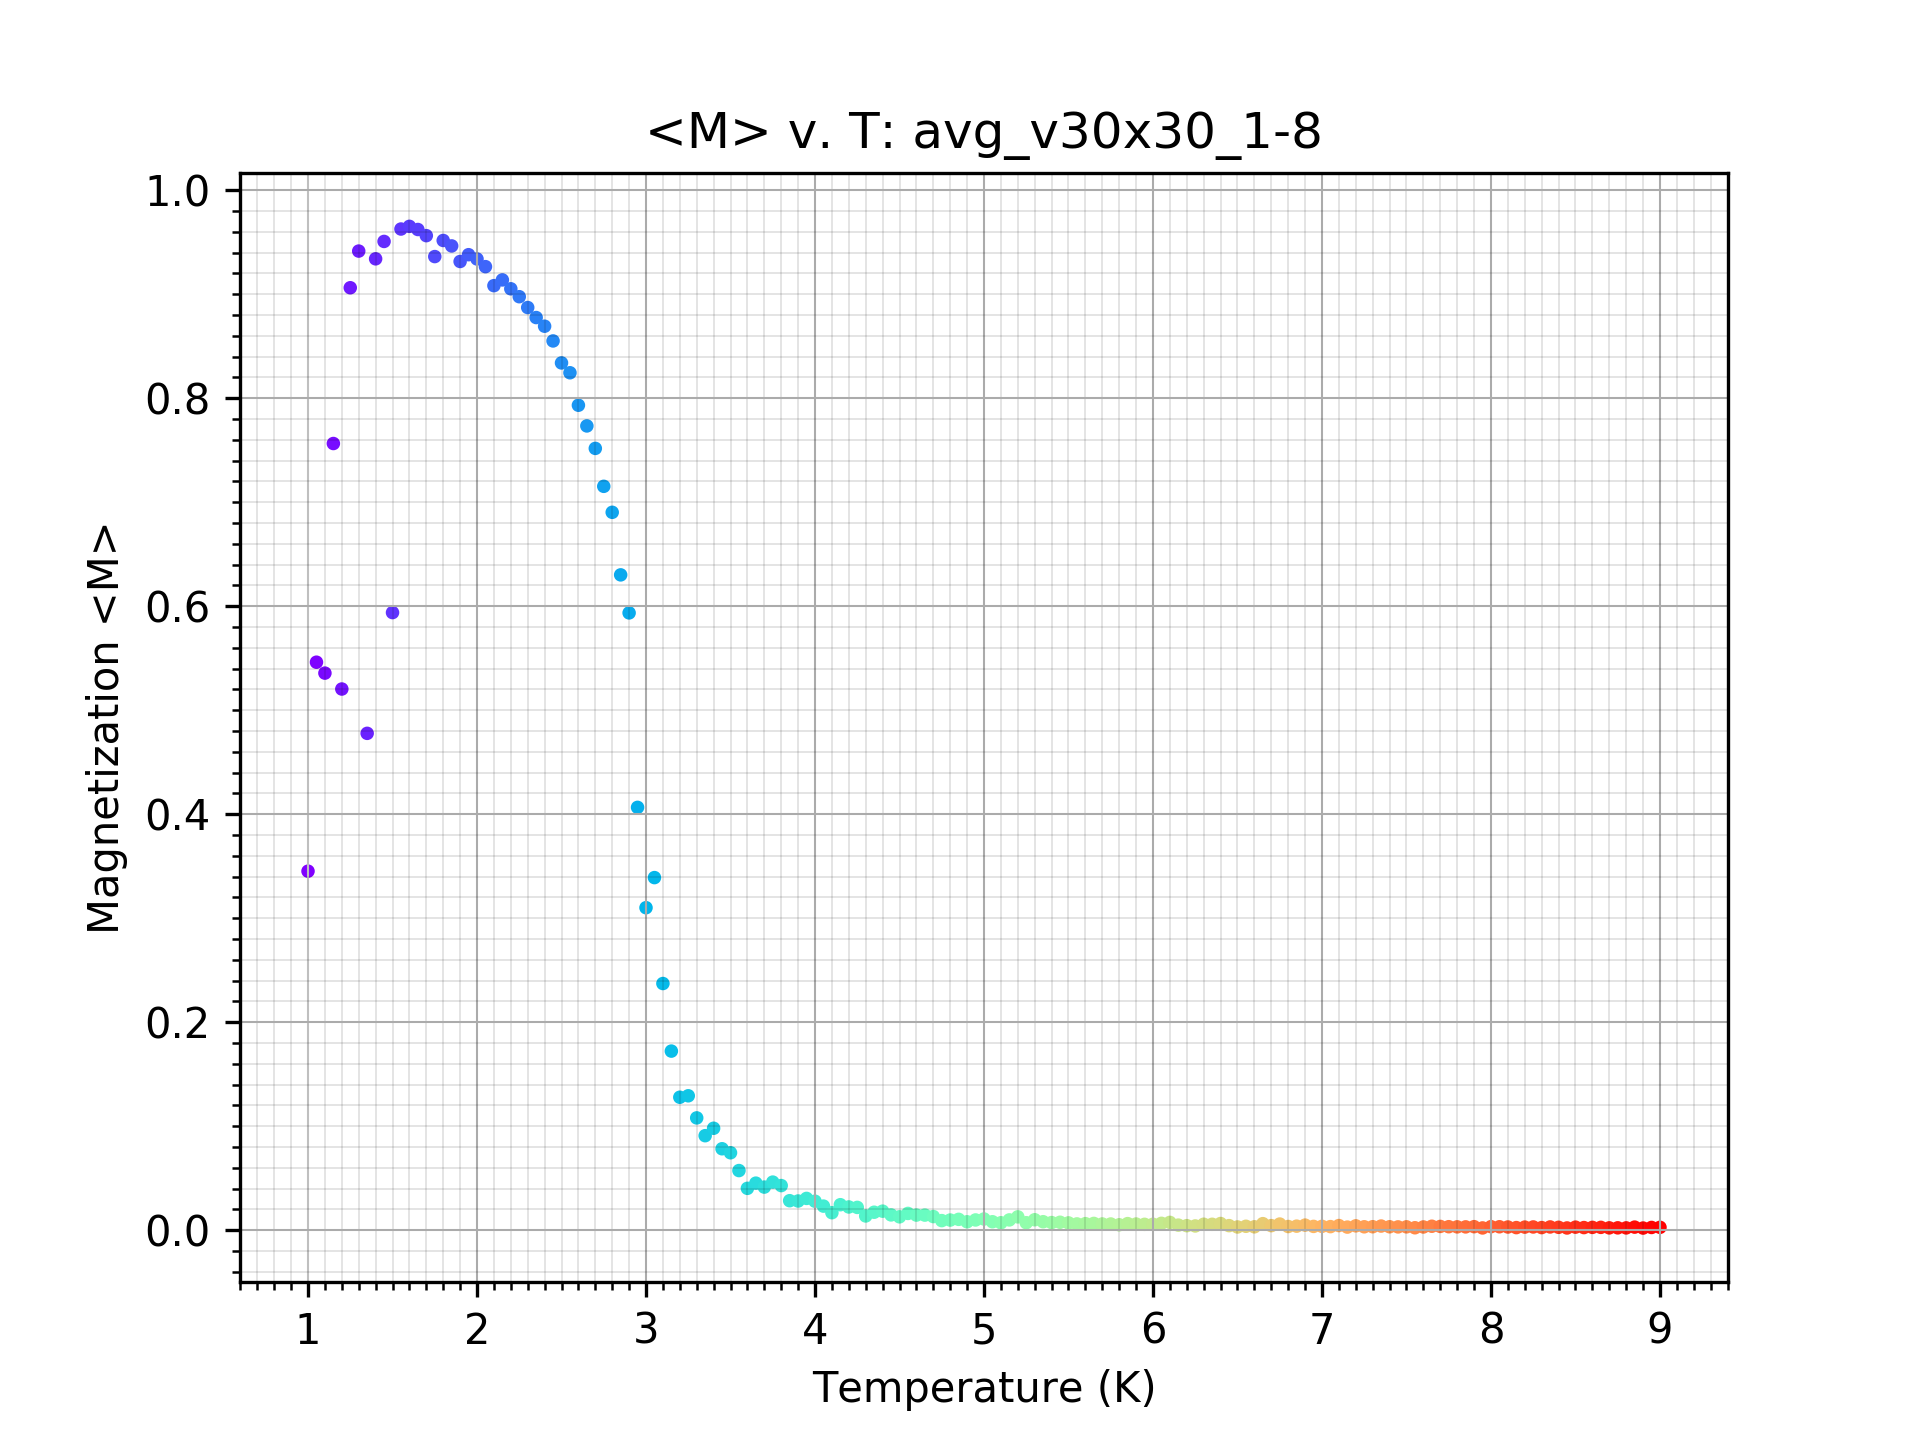 <M> v. T: avg_v30x30_1-8
Magnetization <M>
1.0
0.8
0.6
0.4
0.2
0.0
1 2 3 4 5 6 7 8 9
Temperature (K)